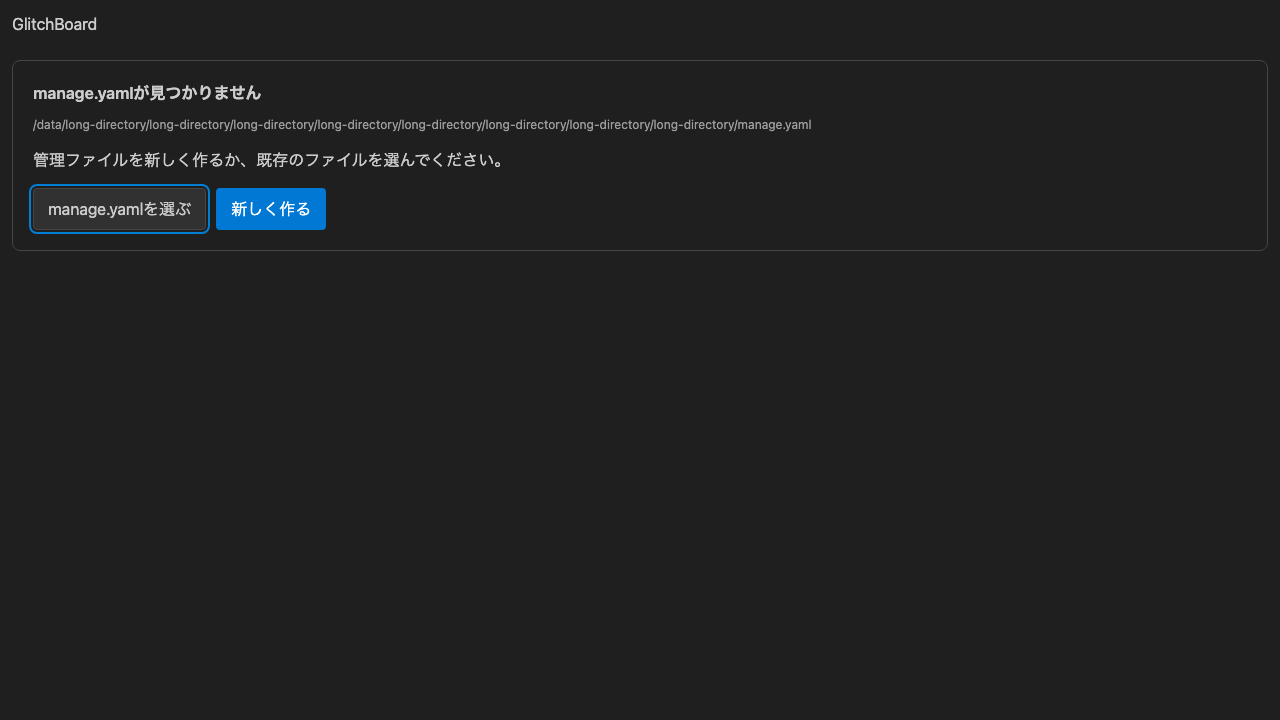 GlitchBoard
manage.yamlが見つかりません
/data/long-directory/long-directory/long-directory/long-directory/long-directory/long-directory/long-directory/long-directory/manage.yaml
管理ファイルを新しく作るか、既存のファイルを選んでください。
manage.yamlを選ぶ
新しく作る